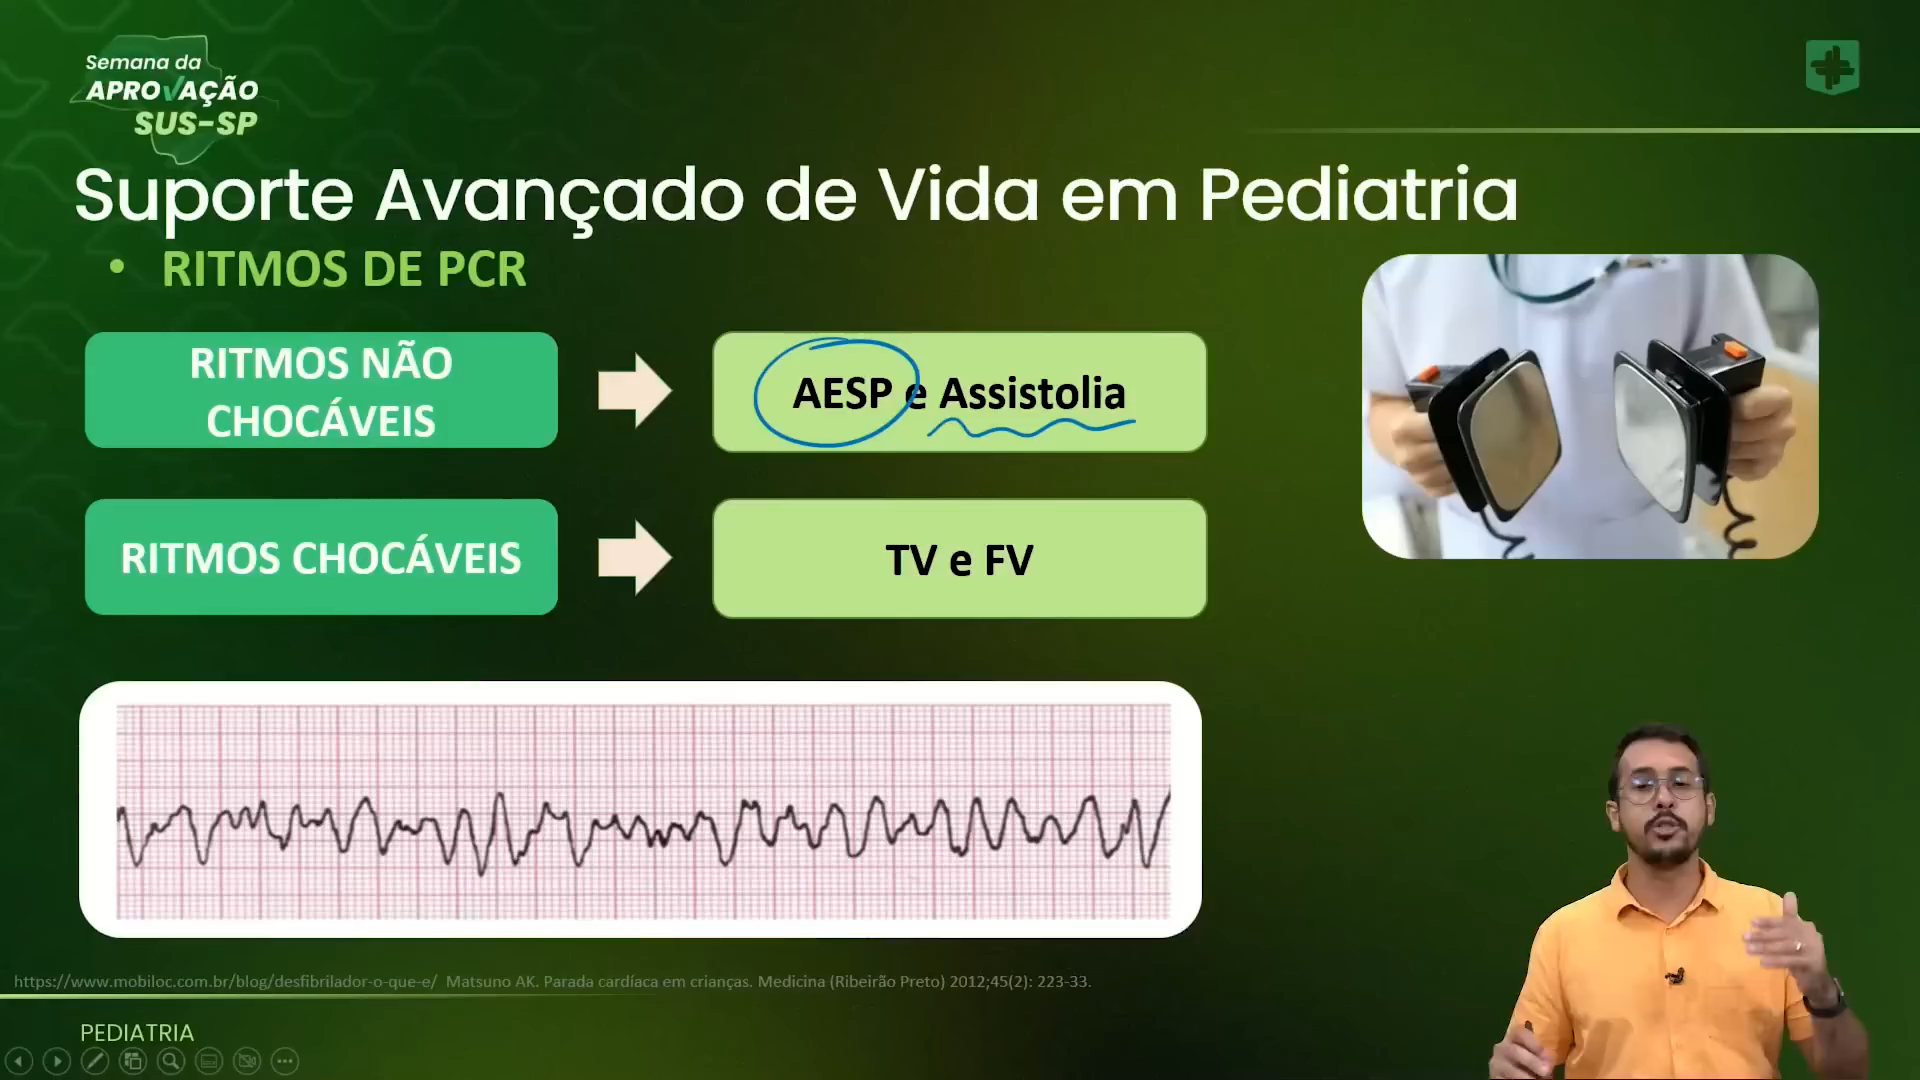 Semana da
APROVAÇÃO
SUS-SP
Suporte Avançado de Vida em Pediatria
• RITMOS DE PCR
RITMOS NÃO
CHOCÁVEIS
AESP e Assistolia
RITMOS CHOCÁVEIS
TV e FV
https://www.mobiloc.com.br/blog/desfibrilador-o-que-e/ Matsuno AK. Parada cardíaca em crianças. Medicina (Ribeirão Preto) 2012;45(2): 223-33.
PEDIATRIA